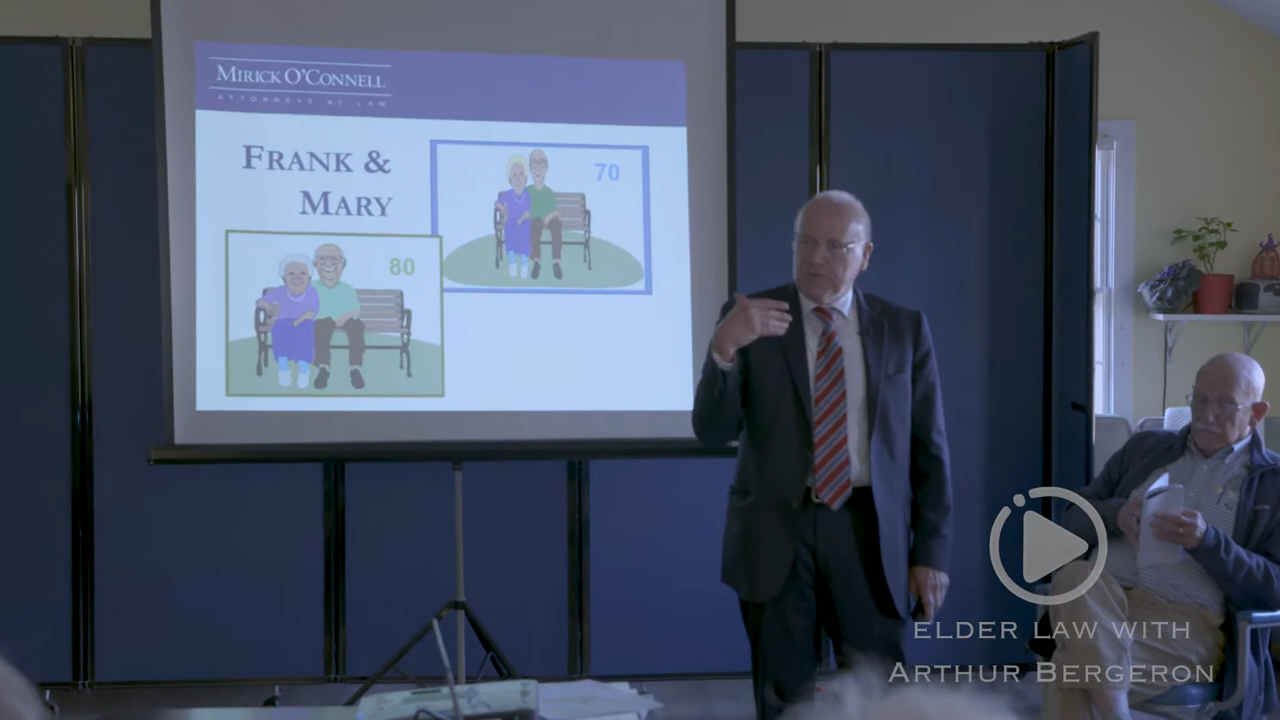 MIRICK O'CONNELL
ATTORNEYS AT LAW
FRANK &
MARY
70
80
ELDER LAW WITH
ARTHUR BERGERON